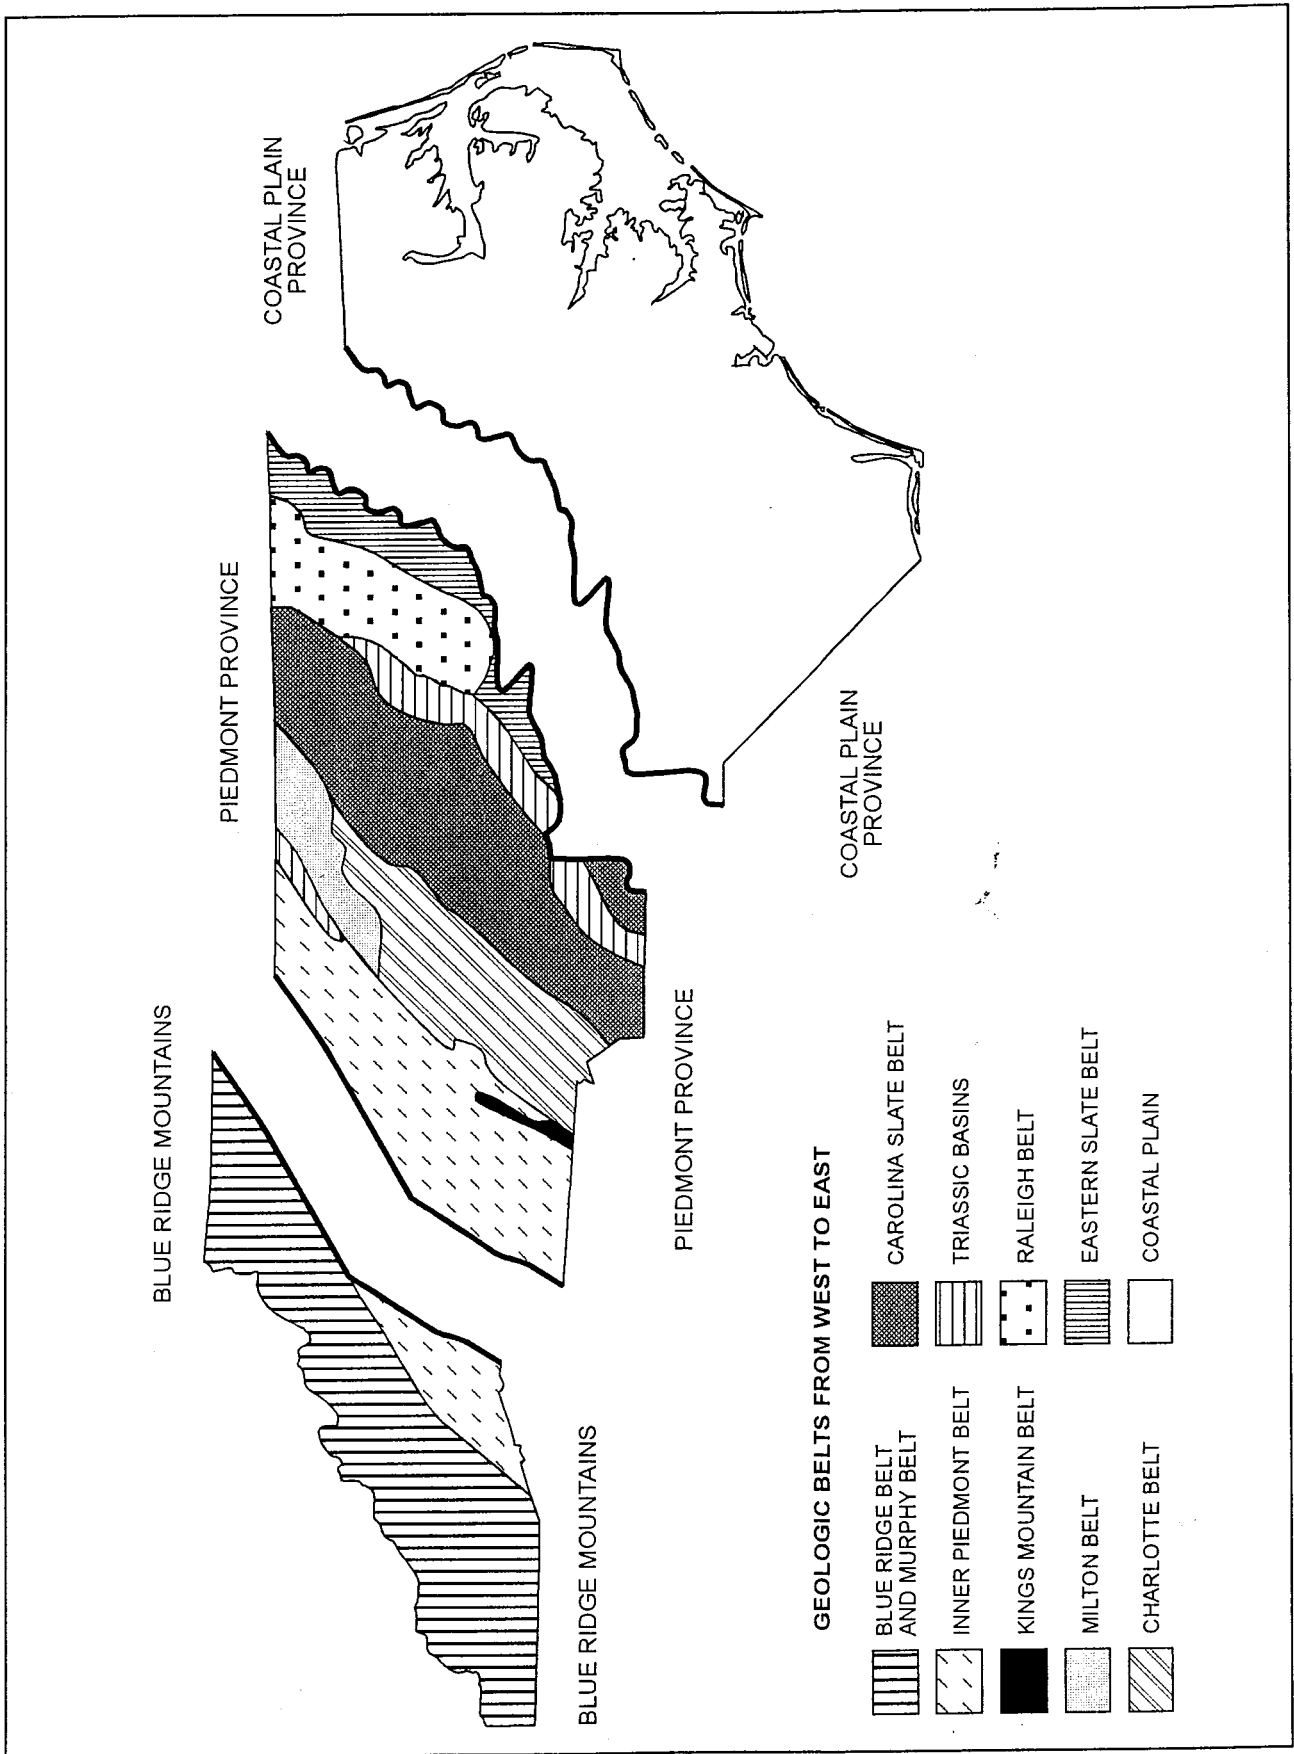 BLUE RIDGE MOUNTAINS
PIEDMONT PROVINCE
COASTAL PLAIN
PROVINCE
BLUE RIDGE MOUNTAINS
PIEDMONT PROVINCE
COASTAL PLAIN
PROVINCE
GEOLOGIC BELTS FROM WEST TO EAST
BLUE RIDGE BELT
AND MURPHY BELT
INNER PIEDMONT BELT
KINGS MOUNTAIN BELT
MILTON BELT
CHARLOTTE BELT
CAROLINA SLATE BELT
TRIASSIC BASINS
RALEIGH BELT
EASTERN SLATE BELT
COASTAL PLAIN